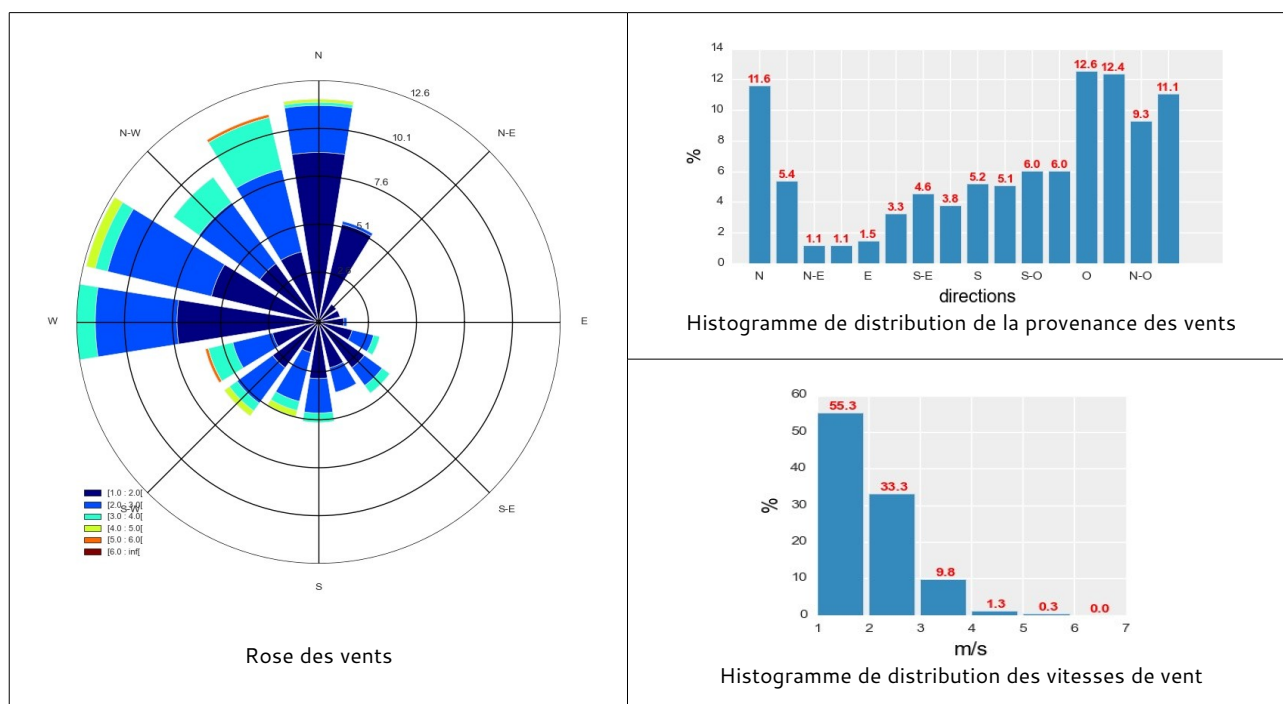 N
12.6
N-W
N-E
10.1
7.6
5.1
W
E
[1.0 : 2.0[
[2.0 : 3.0[
S-W
[3.0 : 4.0[
S-E
[4.0 : 5.0[
[5.0 : 6.0[
[6.0 : inf[
S
Rose des vents
14
12
10
8
6
4
2
0
%
11.6
5.4
1.1
1.1
1.5
3.3
4.6
3.8
5.2
5.1
6.0
6.0
12.6
12.4
9.3
11.1
N
N-E
E
S-E
S
S-O
O
N-O
directions
Histogramme de distribution de la provenance des vents
60
50
40
30
20
10
0
%
55.3
33.3
9.8
1.3
0.3
0.0
1
2
3
4
5
6
7
m/s
Histogramme de distribution des vitesses de vent